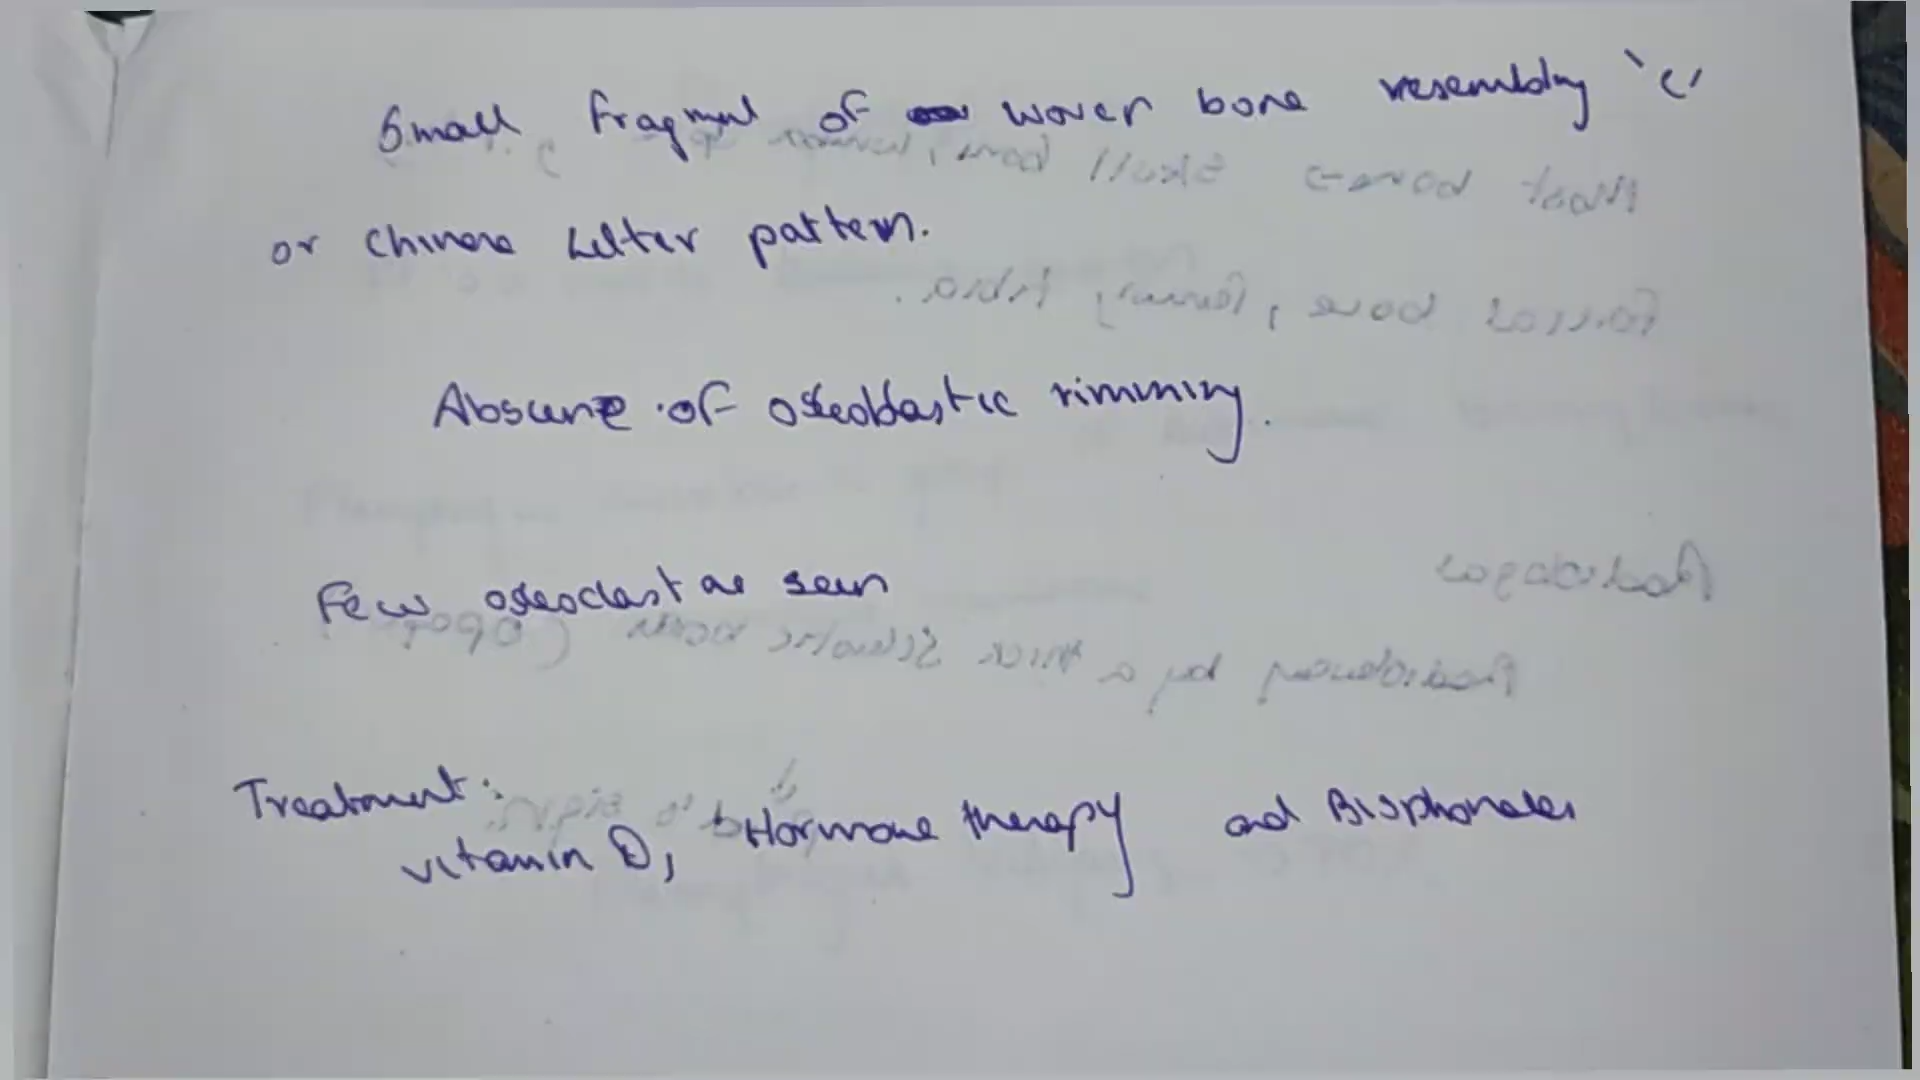 Small fragment of woven bone resembling 'C'
or Chinese Letter pattern.
Absence of osteoblastic rimming.
Few osteoclast are seen
Treatment:
vitamin D, Hormone therapy and Bisphonates